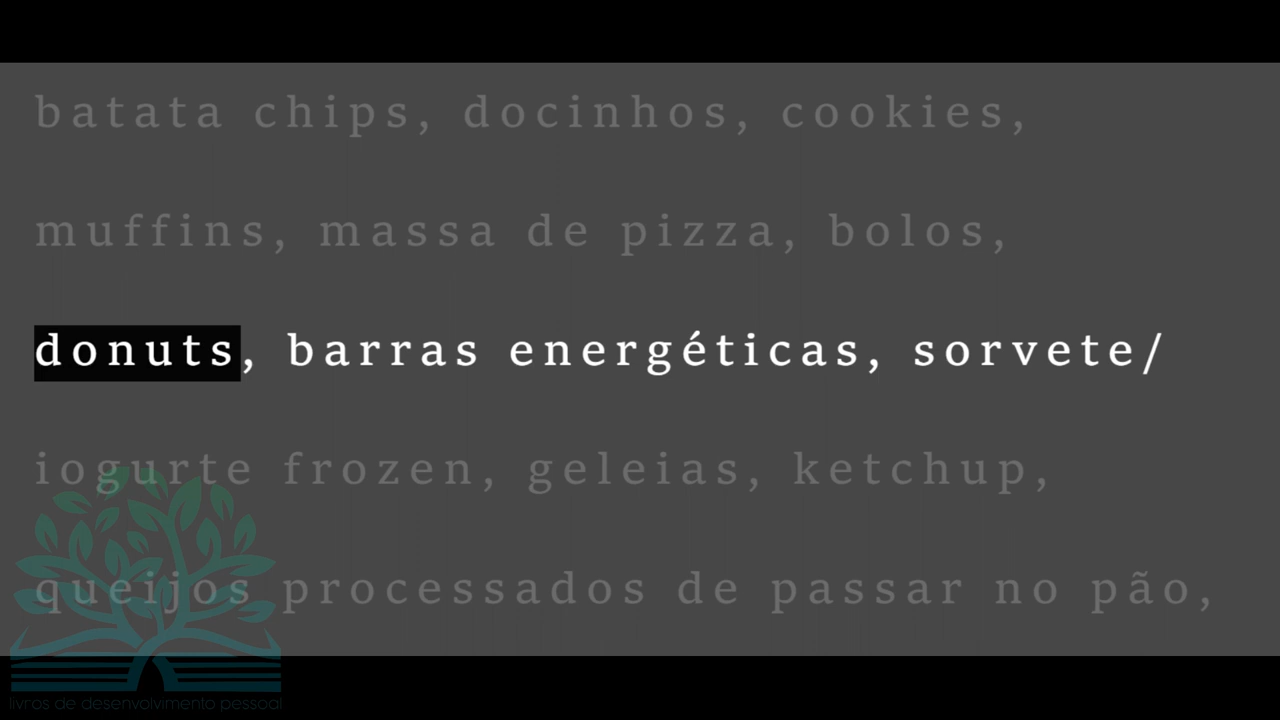 batata chips, docinhos, cookies,
muffins, massa de pizza, bolos,
donuts, barras energéticas, sorvete/
iogurte frozen, geleias, ketchup,
queijos processados de passar no pão,
livros de desenvolvimento pessoal